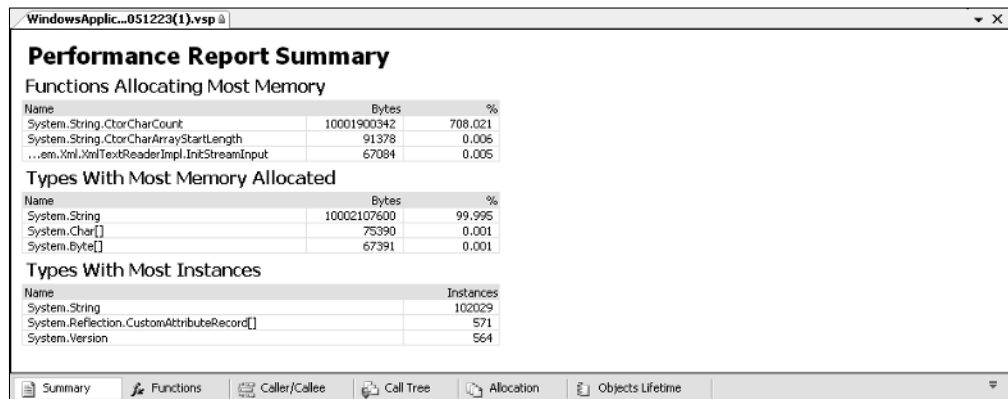 WindowsApplic...051223(1).vsp
Performance Report Summary
Functions Allocating Most Memory
Name Bytes %
System.String.CtorCharCount 10001900342 708.021
System.String.CtorCharArrayStartLength 91378 0.006
...em.Xml.XmlTextReaderImpl.InitStreamInput 67084 0.005
Types With Most Memory Allocated
Name Bytes %
System.String 10002107600 99.995
System.Char[] 75390 0.001
System.Byte[] 67391 0.001
Types With Most Instances
Name Instances
System.String 102029
System.Reflection.CustomAttributeRecord[] 571
System.Version 564
Summary Functions Caller/Callee Call Tree Allocation Objects Lifetime